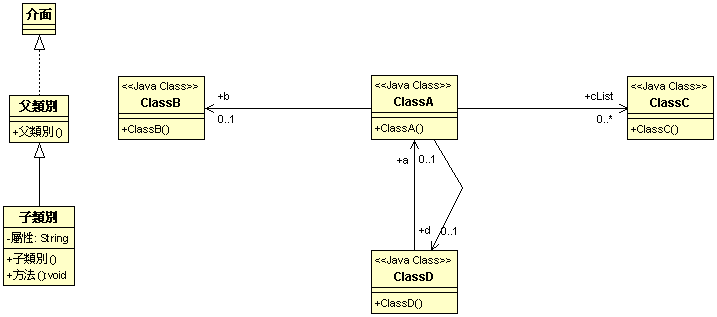 介面
父類別
+父類別()
子類別
-屬性: String
+子類別()
+方法():void
<<Java Class>>
ClassB
+ClassB()
+b
0..1
<<Java Class>>
ClassA
+ClassA()
+cList
0..*
<<Java Class>>
ClassC
+ClassC()
+a
0..1
+d
0..1
<<Java Class>>
ClassD
+ClassD()